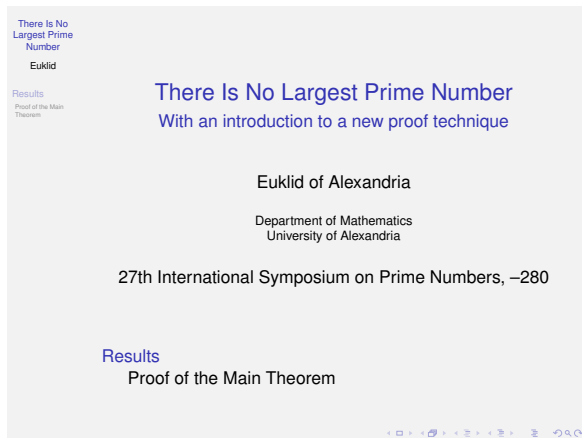 There Is No
Largest Prime
Number
Euklid
Results
Proof of the Main
Theorem
There Is No Largest Prime Number
With an introduction to a new proof technique
Euklid of Alexandria
Department of Mathematics
University of Alexandria
27th International Symposium on Prime Numbers, –280
Results
Proof of the Main Theorem